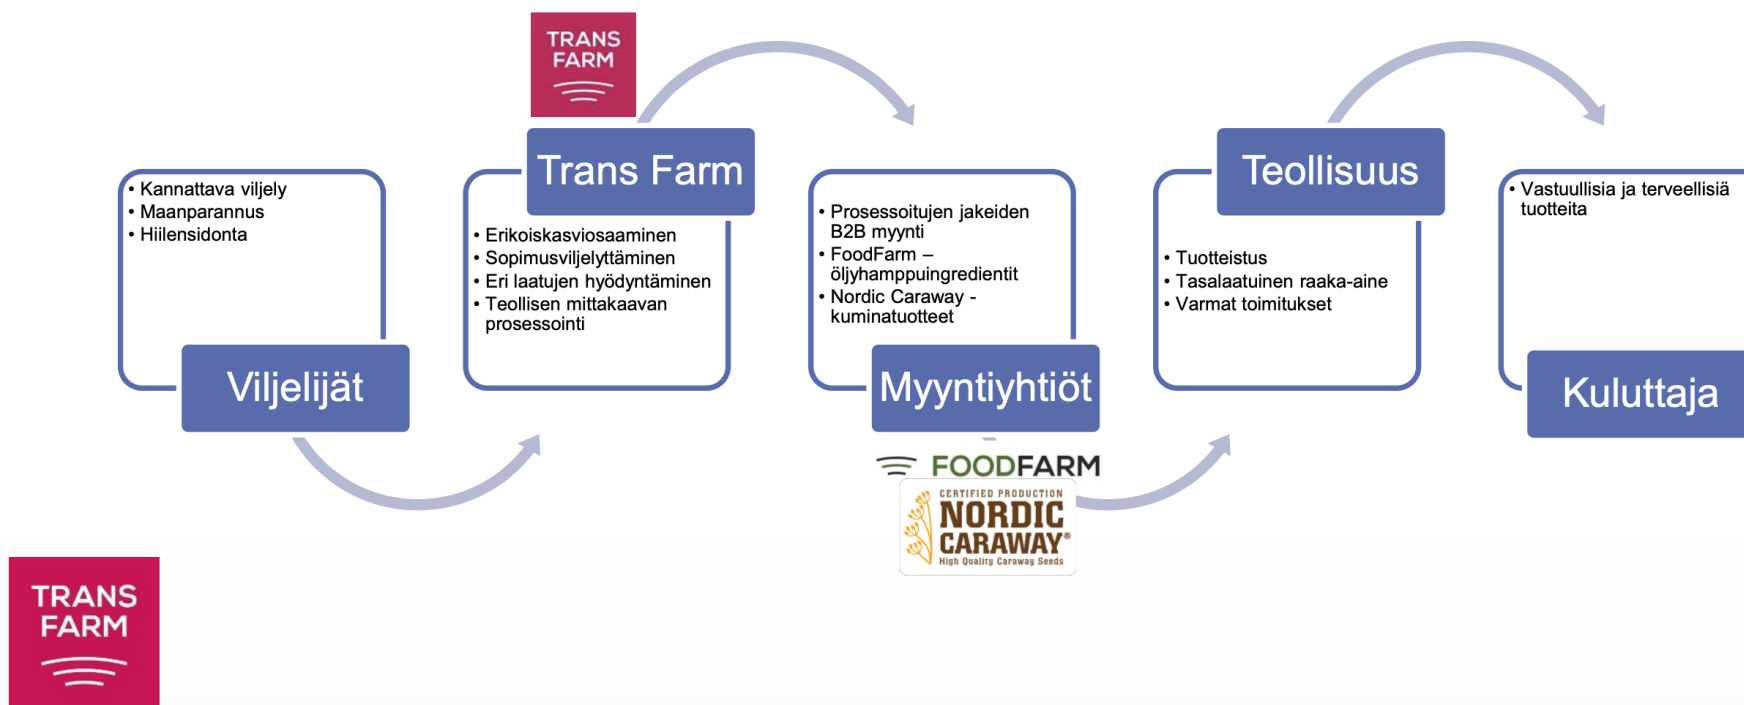 TRANS
FARM
• Kannattava viljely
• Maanparannus
• Hiilensidonta
Viljelijät
Trans Farm
• Erikoiskasviosaaminen
• Sopimusviljelyttäminen
• Eri laatujen hyödyntäminen
• Teollisen mittakaavan
prosessointi
• Prosessoitujen jakeiden
B2B myynti
• FoodFarm –
öljyhamppuingredientit
• Nordic Caraway -
kuminatuotteet
Myyntiyhtiöt
FOODFARM
CERTIFIED PRODUCTION
NORDIC
CARAWAY®
High Quality Caraway Seeds
Teollisuus
• Tuotteistus
• Tasalaatuinen raaka-aine
• Varmat toimitukset
• Vastuullisia ja terveellisiä
tuotteita
Kuluttaja
TRANS
FARM